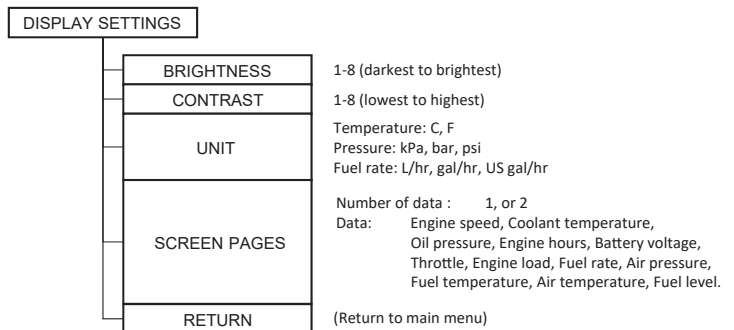 DISPLAY SETTINGS
BRIGHTNESS
1-8 (darkest to brightest)
CONTRAST
1-8 (lowest to highest)
UNIT
Temperature: C, F
Pressure: kPa, bar, psi
Fuel rate: L/hr, gal/hr, US gal/hr
SCREEN PAGES
Number of data : 1, or 2
Data: Engine speed, Coolant temperature,
Oil pressure, Engine hours, Battery voltage,
Throttle, Engine load, Fuel rate, Air pressure,
Fuel temperature, Air temperature, Fuel level.
RETURN
(Return to main menu)